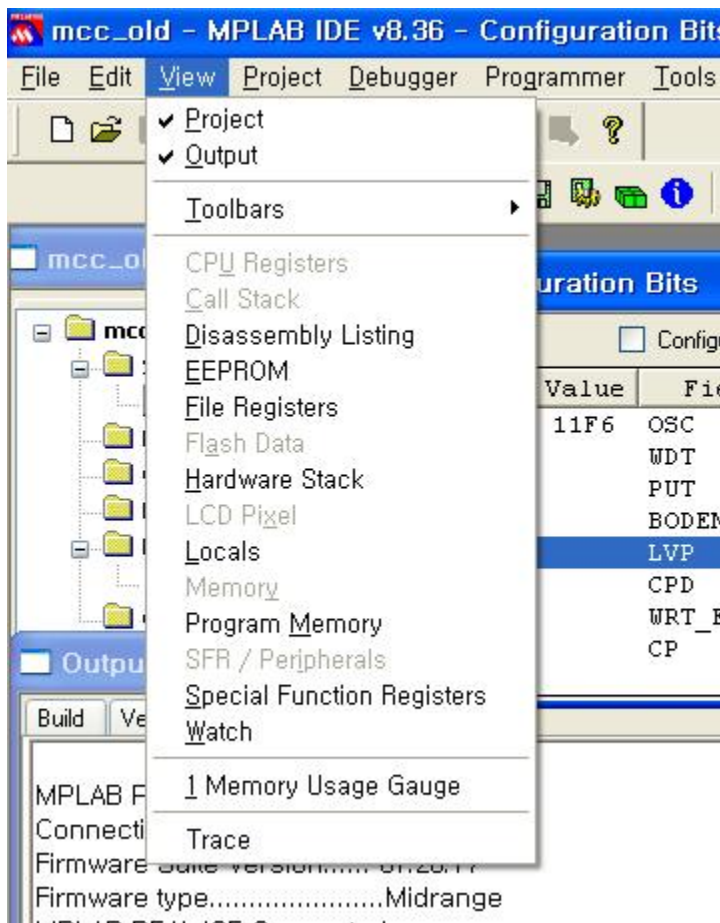 mcc_old - MPLAB IDE v8.36 - Configuration Bits
File Edit View Project Debugger Programmer Tools
Project
Output
Toolbars
CPU Registers
Call Stack
Disassembly Listing
EEPROM
File Registers
Flash Data
Hardware Stack
LCD Pixel
Locals
Memory
Program Memory
SFR / Peripherals
Special Function Registers
Watch
1 Memory Usage Gauge
Trace
Bits
Value
11F6 OSC
WDT
PUT
BODEN
LVP
CPD
CP
Build
MPLAB
Firmware type......................Midrange